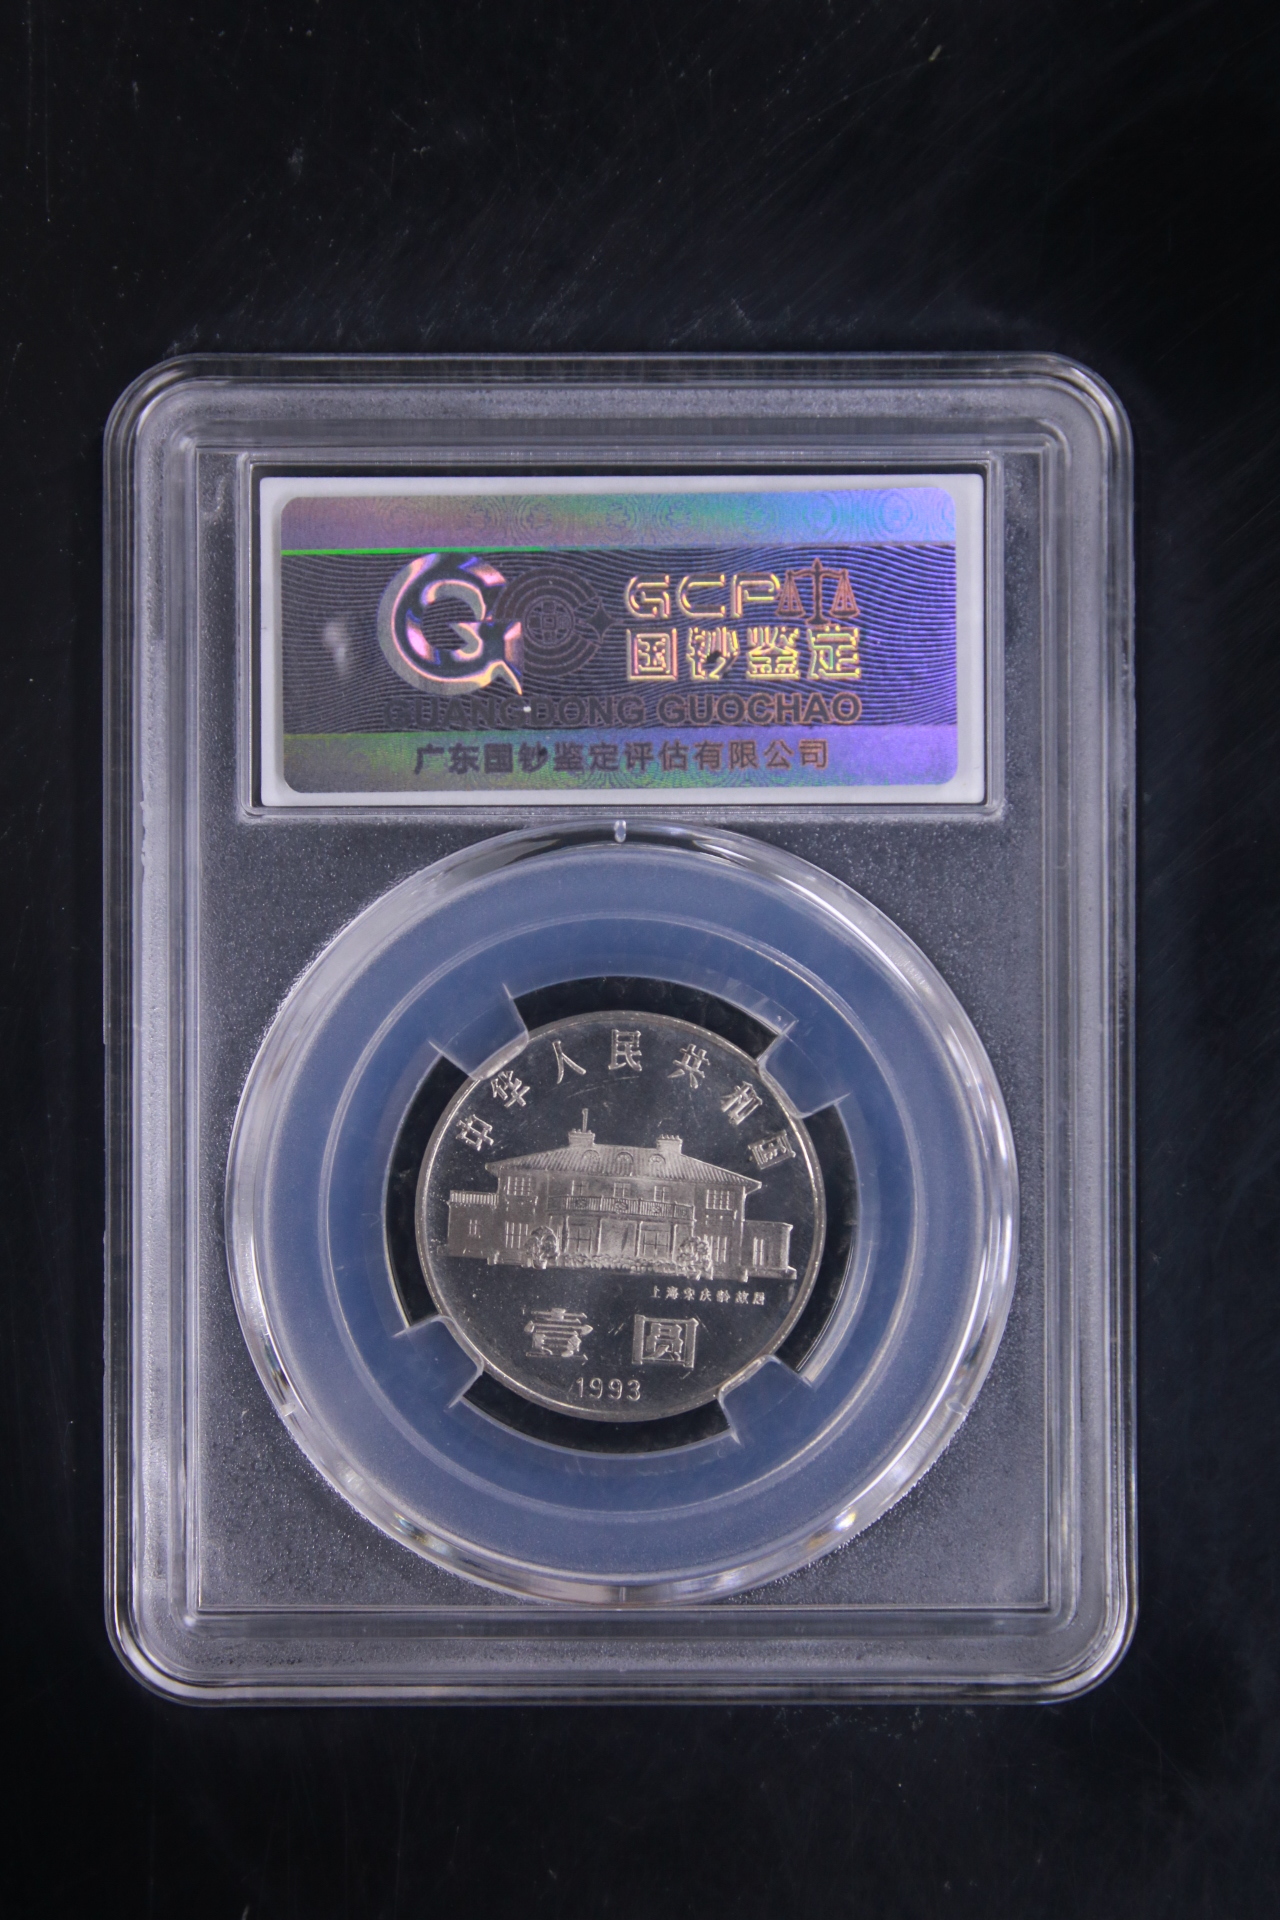 GCP
国钞鉴定
GUANGDONG GUOCHAO
广东国钞鉴定评估有限公司
中华人民共和国
上海宋庆龄故居
壹圆
1993